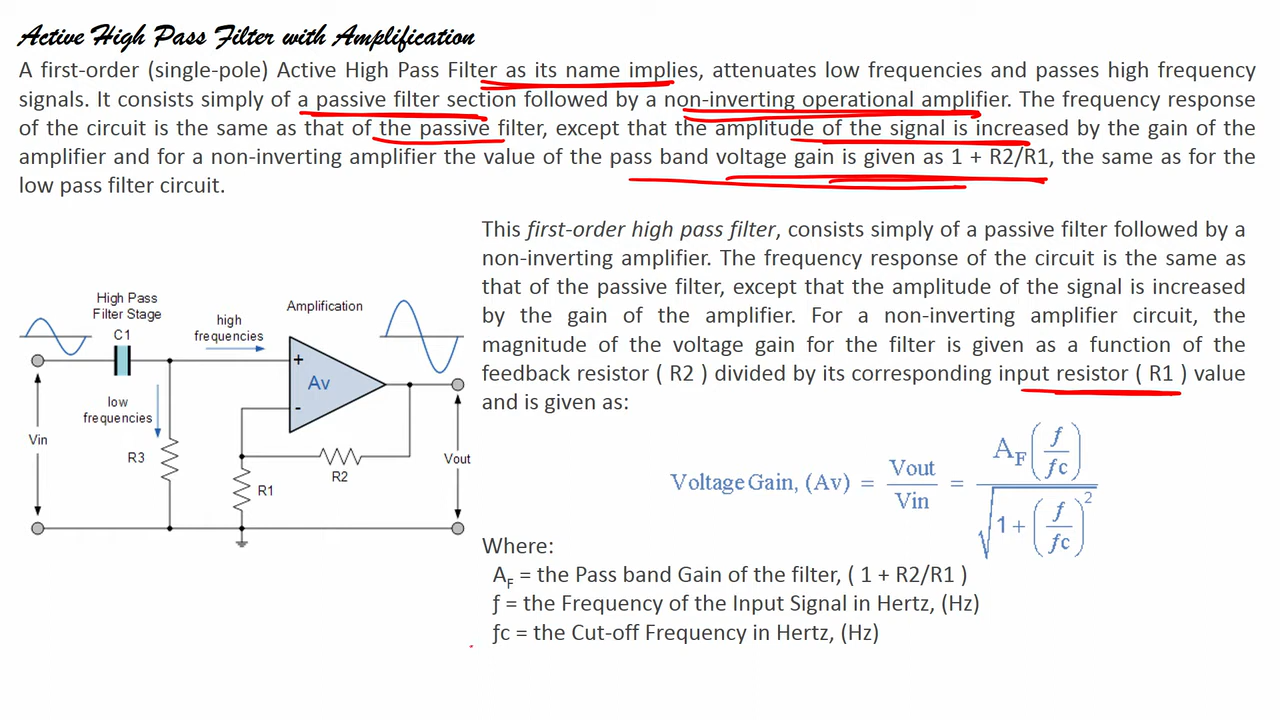 Active High Pass Filter with Amplification
A first-order (single-pole) Active High Pass Filter as its name implies, attenuates low frequencies and passes high frequency
signals. It consists simply of a passive filter section followed by a non-inverting operational amplifier. The frequency response
of the circuit is the same as that of the passive filter, except that the amplitude of the signal is increased by the gain of the
amplifier and for a non-inverting amplifier the value of the pass band voltage gain is given as 1 + R2/R1, the same as for the
low pass filter circuit.
This first-order high pass filter, consists simply of a passive filter followed by a
non-inverting amplifier. The frequency response of the circuit is the same as
that of the passive filter, except that the amplitude of the signal is increased
by the gain of the amplifier. For a non-inverting amplifier circuit, the
magnitude of the voltage gain for the filter is given as a function of the
feedback resistor ( R2 ) divided by its corresponding input resistor ( R1 ) value
and is given as:
High Pass
Filter Stage
C1
high
frequencies
Amplification
+
Av
-
low
frequencies
Vin
R3
R1
R2
Vout
Voltage Gain, (Av) = Vout / Vin = A_F (f / fc) / √(1 + (f / fc)²)
Where:
A_F = the Pass band Gain of the filter, ( 1 + R2/R1 )
ƒ = the Frequency of the Input Signal in Hertz, (Hz)
ƒc = the Cut-off Frequency in Hertz, (Hz)